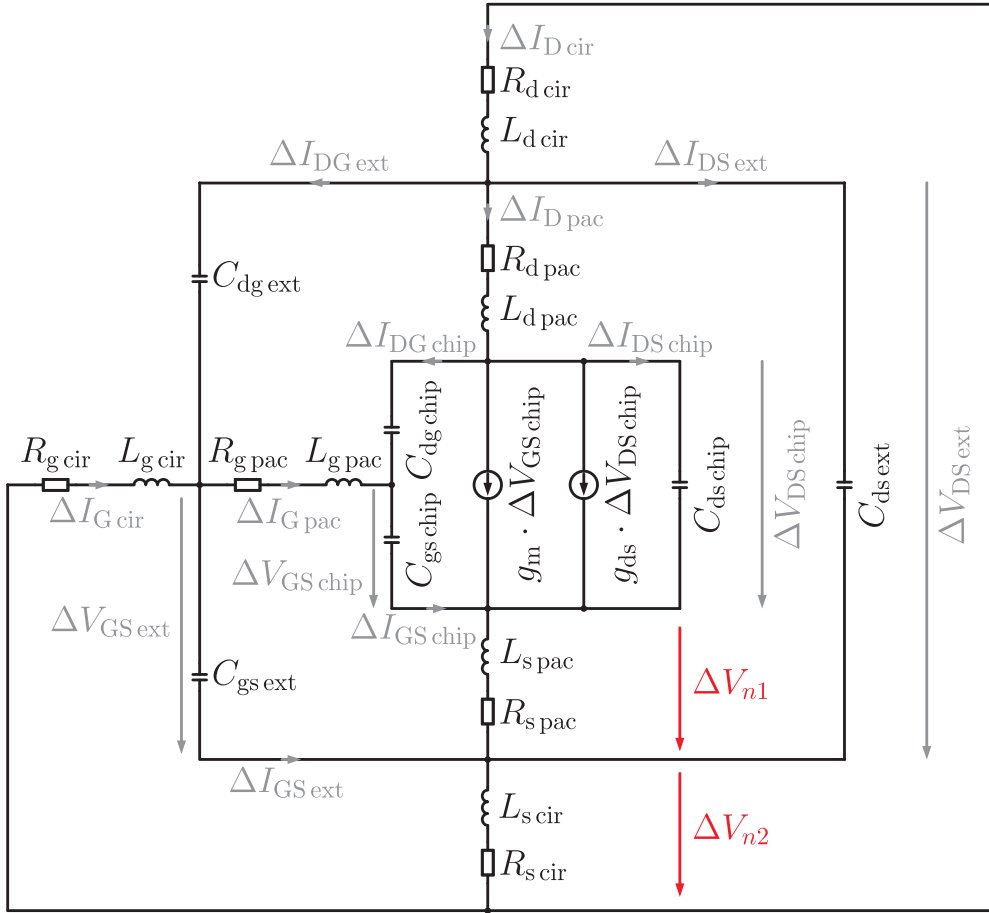 ΔI_D cir
R_d cir
L_d cir
ΔI_DG ext
ΔI_DS ext
ΔI_D pac
R_d pac
C_dg ext
L_d pac
ΔI_DG chip
ΔI_DS chip
R_g cir
L_g cir
R_g pac
L_g pac
C_dg chip
C_gs chip
g_m · ΔV_GS chip
g_ds · ΔV_DS chip
C_ds chip
ΔV_DS chip
C_ds ext
ΔV_DS ext
ΔI_G cir
ΔI_G pac
ΔV_GS chip
ΔV_GS ext
ΔI_GS chip
L_s pac
C_gs ext
ΔV_n1
R_s pac
ΔI_GS ext
L_s cir
ΔV_n2
R_s cir